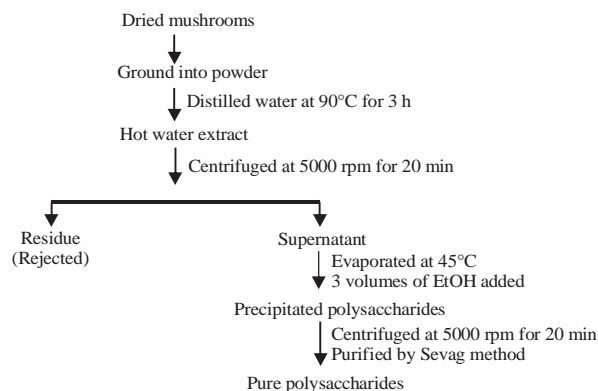 Dried mushrooms
Ground into powder
Distilled water at 90°C for 3 h
Hot water extract
Centrifuged at 5000 rpm for 20 min
Residue
(Rejected)
Supernatant
Evaporated at 45°C
3 volumes of EtOH added
Precipitated polysaccharides
Centrifuged at 5000 rpm for 20 min
Purified by Sevag method
Pure polysaccharides